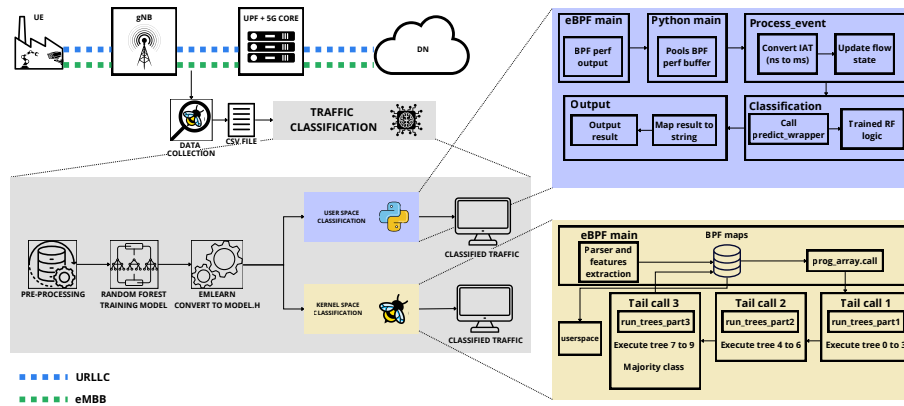 UE
gNB
UPF + 5G CORE
DN
DATA
COLLECTION
CSV FILE
TRAFFIC
CLASSIFICATION
PRE-PROCESSING
RANDOM FOREST
TRAINING MODEL
EMLEARN
CONVERT TO MODEL.H
USER SPACE
CLASSIFICATION
CLASSIFIED TRAFFIC
KERNEL SPACE
CLASSIFICATION
CLASSIFIED TRAFFIC
URLLC
eMBB
eBPF main
BPF perf
output
Python main
Pools BPF
perf buffer
Process_event
Convert IAT
(ns to ms)
Update flow
state
Output
Output
result
Map result to
string
Classification
Call
predict_wrapper
Trained RF
logic
eBPF main
Parser and
features
extraction
BPF maps
prog_array.call
userspace
Tail call 3
run_trees_part3
Execute tree 7 to 9
Majority class
Tail call 2
run_trees_part2
Execute tree 4 to 6
Tail call 1
run_trees_part1
Execute tree 0 to 3